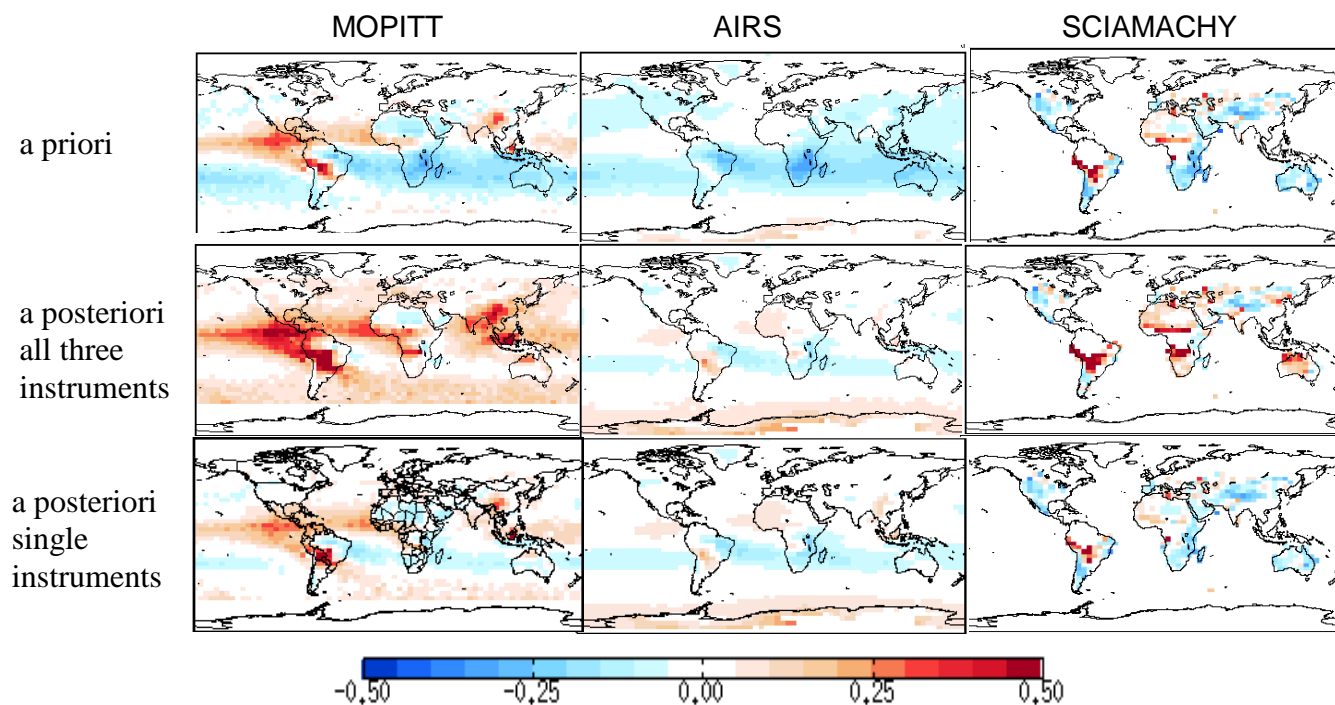 MOPITT AIRS SCIAMACHY
a priori
a posteriori
all three
instruments
a posteriori
single
instruments
-0.50 -0.25 0.00 0.25 0.50